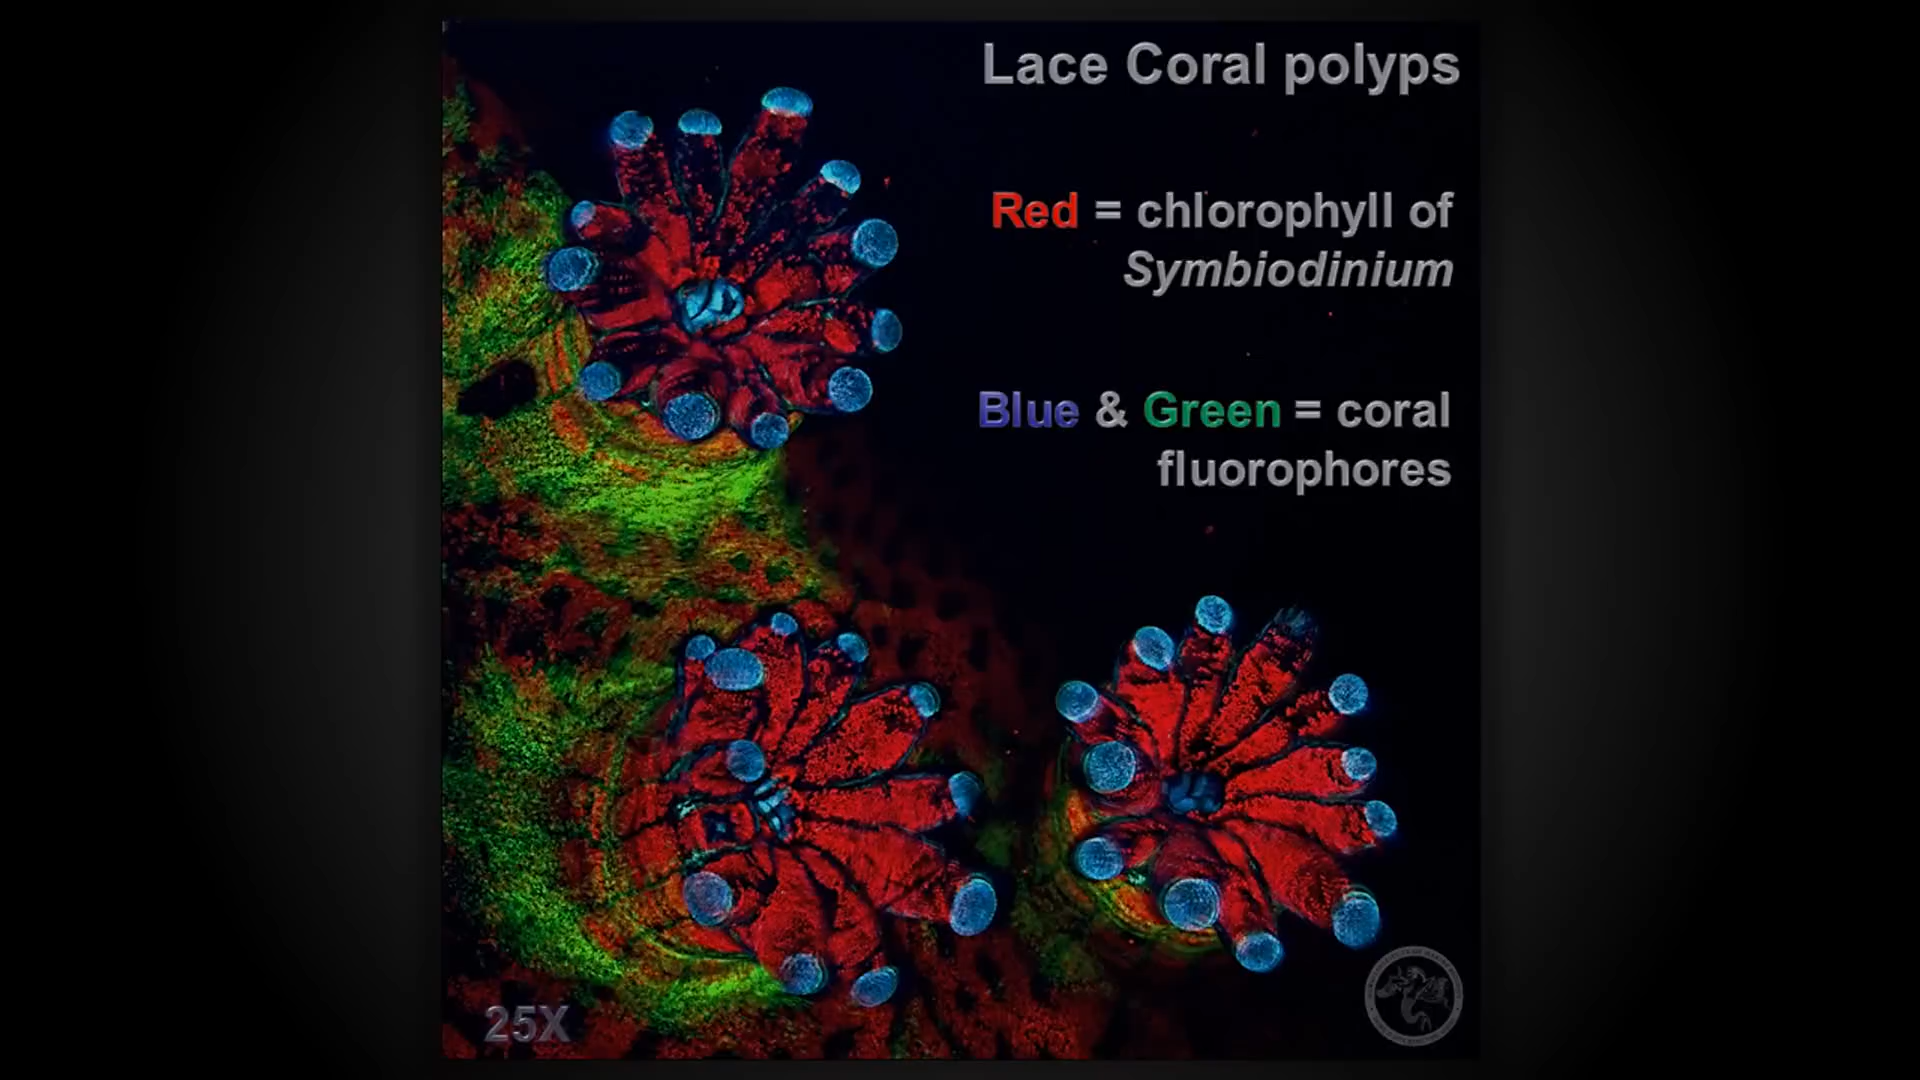 Lace Coral polyps
Red = chlorophyll of
Symbiodinium
Blue & Green = coral
fluorophores
25X